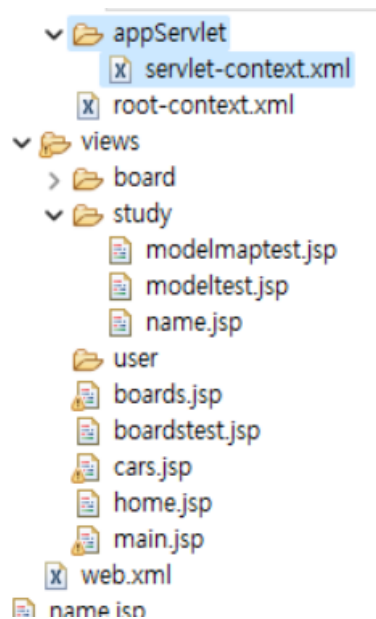 appServlet
servlet-context.xml
root-context.xml
views
board
study
modelmaptest.jsp
modeltest.jsp
name.jsp
user
boards.jsp
boardstest.jsp
cars.jsp
home.jsp
main.jsp
web.xml
name.jsp